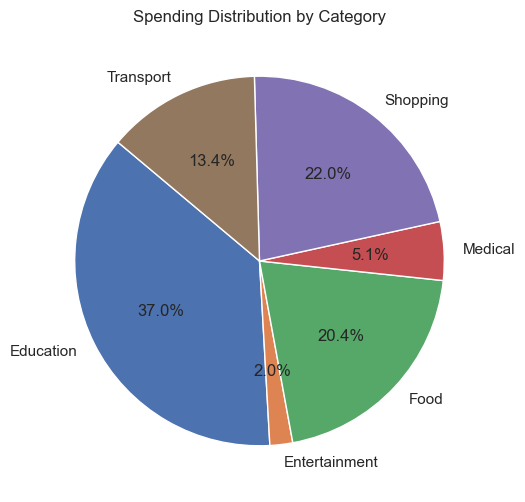 Spending Distribution by Category
Transport
Shopping
13.4%
22.0%
Medical
5.1%
37.0%
20.4%
Education
2.0%
Food
Entertainment